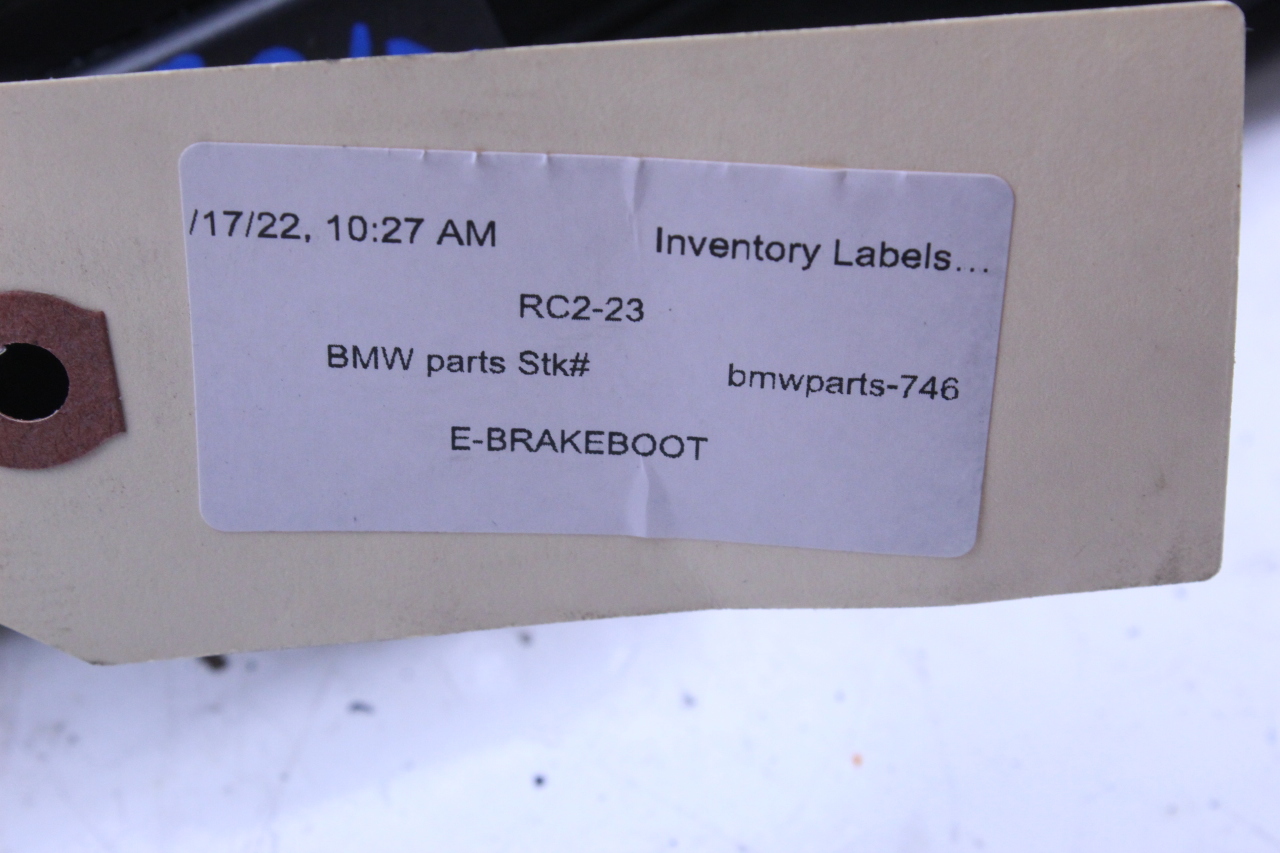 /17/22, 10:27 AM Inventory Labels...
RC2-23
BMW parts Stk# bmwparts-746
E-BRAKEBOOT